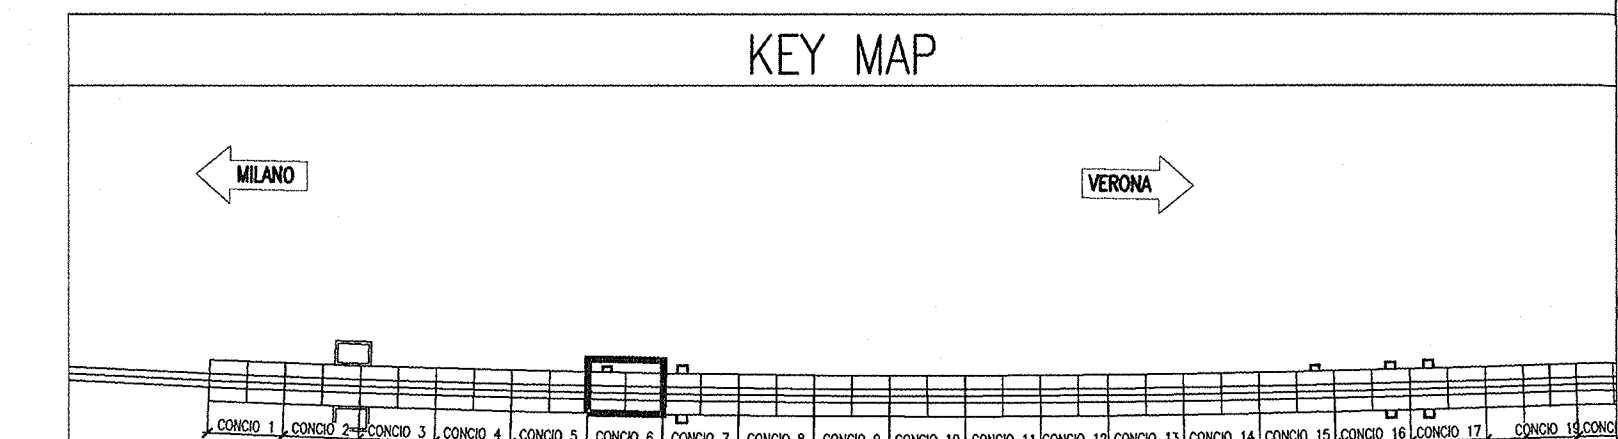 KEY MAP
MILANO
VERONA
CONCIO 1 CONCIO 2 CONCIO 3 CONCIO 4 CONCIO 5 CONCIO 6 CONCIO 7 CONCIO 8 CONCIO 9 CONCIO 10 CONCIO 11 CONCIO 12 CONCIO 13 CONCIO 14 CONCIO 15 CONCIO 16 CONCIO 17 CONCIO 19 CONC